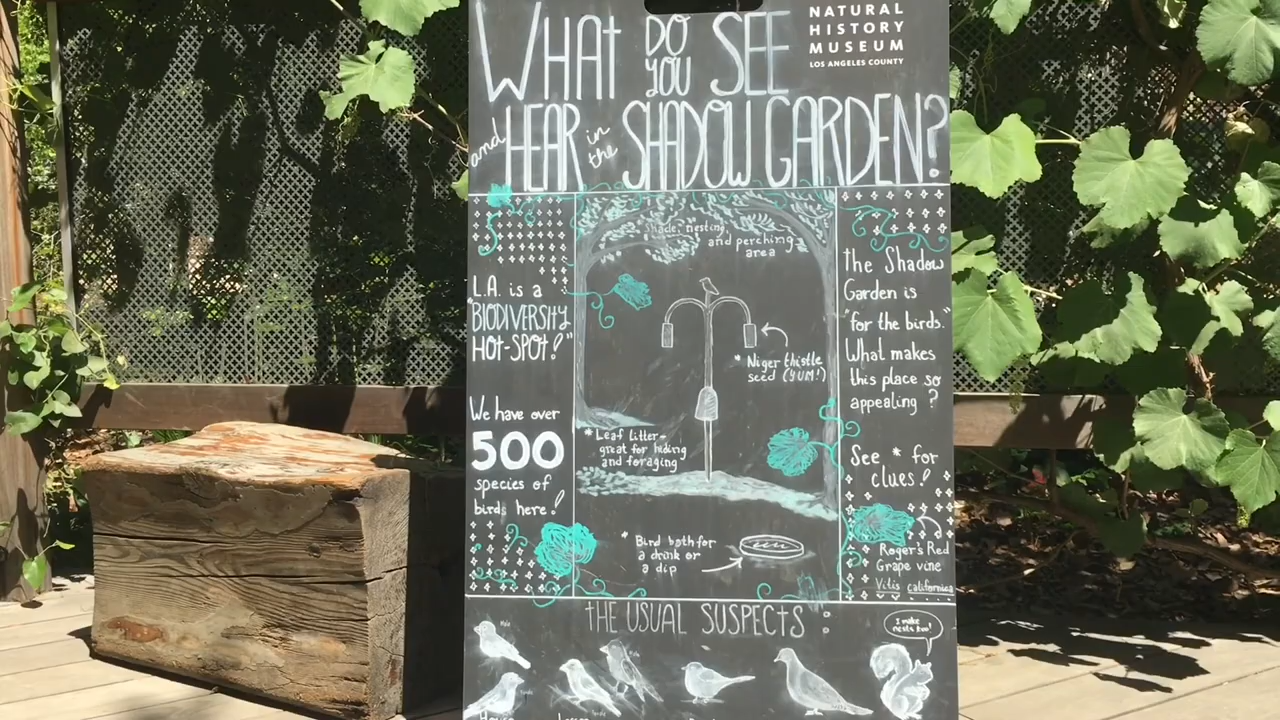 WHAT DO YOU SEE
NATURAL
HISTORY
MUSEUM
LOS ANGELES COUNTY
and HEAR in the SHADOW GARDEN?
Shade, nesting,
and perching
area
L.A. is a
"BIODIVERSITY
HOT-SPOT!"
We have over
500
species of
birds here!
* Niger thistle
seed (YUM!)
* Leaf litter-
great for hiding
and foraging
* Bird bath for
a drink or
a dip
the Shadow
Garden is
"for the birds."
What makes
this place so
appealing?
See * for
clues!
Roger's Red
Grape vine
Vitis californica
THE USUAL SUSPECTS:
I make
nests too!
Male
House